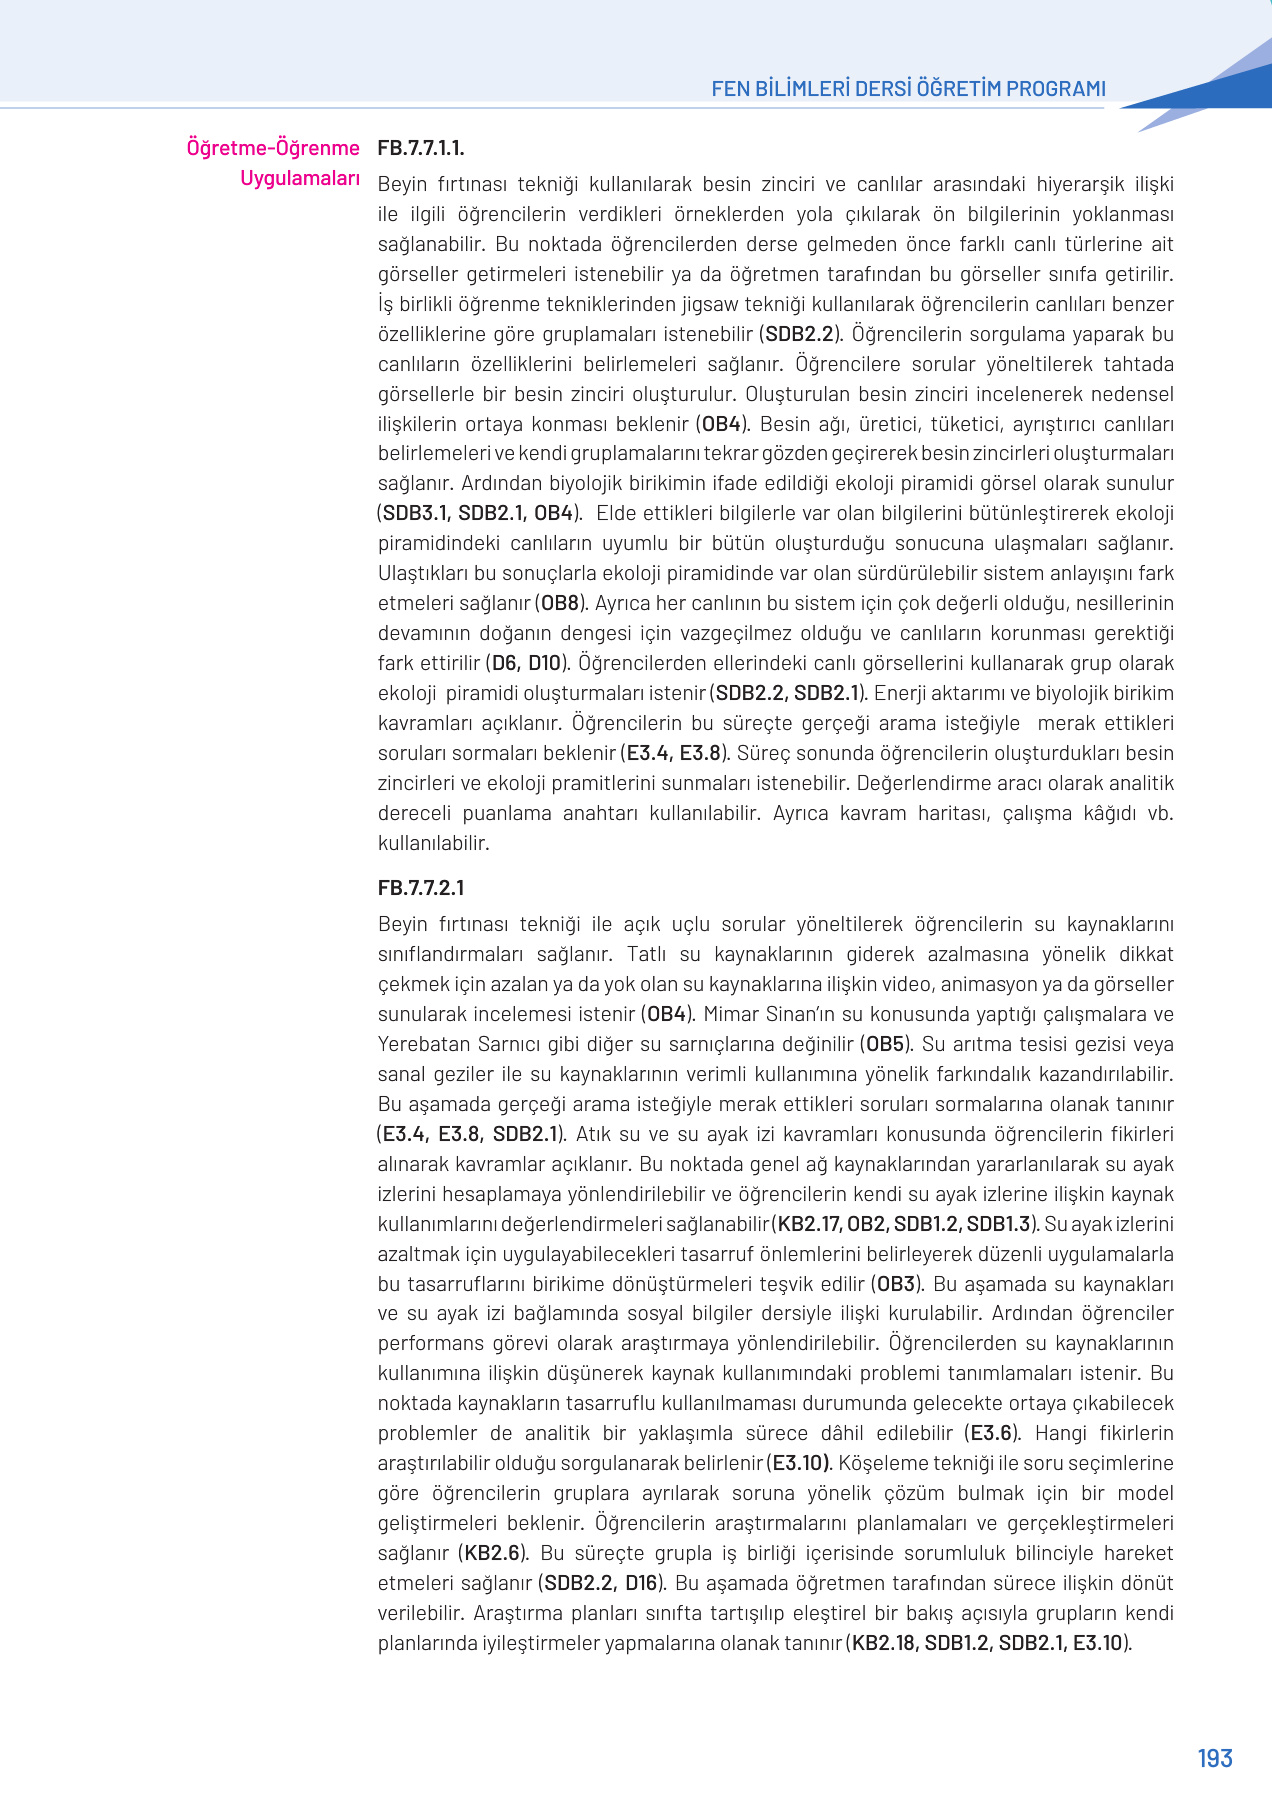 FEN BİLİMLERİ DERSİ ÖĞRETİM PROGRAMI
Öğretme-Öğrenme
Uygulamaları
FB.7.7.1.1.
Beyin fırtınası tekniği kullanılarak besin zinciri ve canlılar arasındaki hiyerarşik ilişki
ile ilgili öğrencilerin verdikleri örneklerden yola çıkılarak ön bilgilerinin yoklanması
sağlanabilir. Bu noktada öğrencilerden derse gelmeden önce farklı canlı türlerine ait
görseller getirmeleri istenebilir ya da öğretmen tarafından bu görseller sınıfa getirilir.
İş birlikli öğrenme tekniklerinden jigsaw tekniği kullanılarak öğrencilerin canlıları benzer
özelliklerine göre gruplamaları istenebilir (SDB2.2). Öğrencilerin sorgulama yaparak bu
canlıların özelliklerini belirlemeleri sağlanır. Öğrencilere sorular yöneltilerek tahtada
görsellerle bir besin zinciri oluşturulur. Oluşturulan besin zinciri incelenerek nedensel
ilişkilerin ortaya konması beklenir (OB4). Besin ağı, üretici, tüketici, ayrıştırıcı canlıları
belirlemeleri ve kendi gruplamalarını tekrar gözden geçirerek besin zincirleri oluşturmaları
sağlanır. Ardından biyolojik birikimin ifade edildiği ekoloji piramidi görsel olarak sunulur
(SDB3.1, SDB2.1, OB4).  Elde ettikleri bilgilerle var olan bilgilerini bütünleştirerek ekoloji
piramidindeki canlıların uyumlu bir bütün oluşturduğu sonucuna ulaşmaları sağlanır.
Ulaştıkları bu sonuçlarla ekoloji piramidinde var olan sürdürülebilir sistem anlayışını fark
etmeleri sağlanır (OB8). Ayrıca her canlının bu sistem için çok değerli olduğu, nesillerinin
devamının doğanın dengesi için vazgeçilmez olduğu ve canlıların korunması gerektiği
fark ettirilir (D6, D10). Öğrencilerden ellerindeki canlı görsellerini kullanarak grup olarak
ekoloji  piramidi oluşturmaları istenir (SDB2.2, SDB2.1). Enerji aktarımı ve biyolojik birikim
kavramları açıklanır. Öğrencilerin bu süreçte gerçeği arama isteğiyle  merak ettikleri
soruları sormaları beklenir (E3.4, E3.8). Süreç sonunda öğrencilerin oluşturdukları besin
zincirleri ve ekoloji pramitlerini sunmaları istenebilir. Değerlendirme aracı olarak analitik
dereceli puanlama anahtarı kullanılabilir. Ayrıca kavram haritası, çalışma kâğıdı vb.
kullanılabilir.
FB.7.7.2.1
Beyin fırtınası tekniği ile açık uçlu sorular yöneltilerek öğrencilerin su kaynaklarını
sınıflandırmaları sağlanır. Tatlı su kaynaklarının giderek azalmasına yönelik dikkat
çekmek için azalan ya da yok olan su kaynaklarına ilişkin video, animasyon ya da görseller
sunularak incelemesi istenir (OB4). Mimar Sinan’ın su konusunda yaptığı çalışmalara ve
Yerebatan Sarnıcı gibi diğer su sarnıçlarına değinilir (OB5). Su arıtma tesisi gezisi veya
sanal geziler ile su kaynaklarının verimli kullanımına yönelik farkındalık kazandırılabilir.
Bu aşamada gerçeği arama isteğiyle merak ettikleri soruları sormalarına olanak tanınır
(E3.4, E3.8, SDB2.1). Atık su ve su ayak izi kavramları konusunda öğrencilerin fikirleri
alınarak kavramlar açıklanır. Bu noktada genel ağ kaynaklarından yararlanılarak su ayak
izlerini hesaplamaya yönlendirilebilir ve öğrencilerin kendi su ayak izlerine ilişkin kaynak
kullanımlarını değerlendirmeleri sağlanabilir (KB2.17, OB2, SDB1.2, SDB1.3). Su ayak izlerini
azaltmak için uygulayabilecekleri tasarruf önlemlerini belirleyerek düzenli uygulamalarla
bu tasarruflarını birikime dönüştürmeleri teşvik edilir (OB3). Bu aşamada su kaynakları
ve su ayak izi bağlamında sosyal bilgiler dersiyle ilişki kurulabilir. Ardından öğrenciler
performans görevi olarak araştırmaya yönlendirilebilir. Öğrencilerden su kaynaklarının
kullanımına ilişkin düşünerek kaynak kullanımındaki problemi tanımlamaları istenir. Bu
noktada kaynakların tasarruflu kullanılmaması durumunda gelecekte ortaya çıkabilecek
problemler de analitik bir yaklaşımla sürece dâhil edilebilir (E3.6). Hangi fikirlerin
araştırılabilir olduğu sorgulanarak belirlenir (E3.10). Köşeleme tekniği ile soru seçimlerine
göre öğrencilerin gruplara ayrılarak soruna yönelik çözüm bulmak için bir model
geliştirmeleri beklenir. Öğrencilerin araştırmalarını planlamaları ve gerçekleştirmeleri
sağlanır (KB2.6). Bu süreçte grupla iş birliği içerisinde sorumluluk bilinciyle hareket
etmeleri sağlanır (SDB2.2, D16). Bu aşamada öğretmen tarafından sürece ilişkin dönüt
verilebilir. Araştırma planları sınıfta tartışılıp eleştirel bir bakış açısıyla grupların kendi
planlarında iyileştirmeler yapmalarına olanak tanınır (KB2.18, SDB1.2, SDB2.1, E3.10).
193